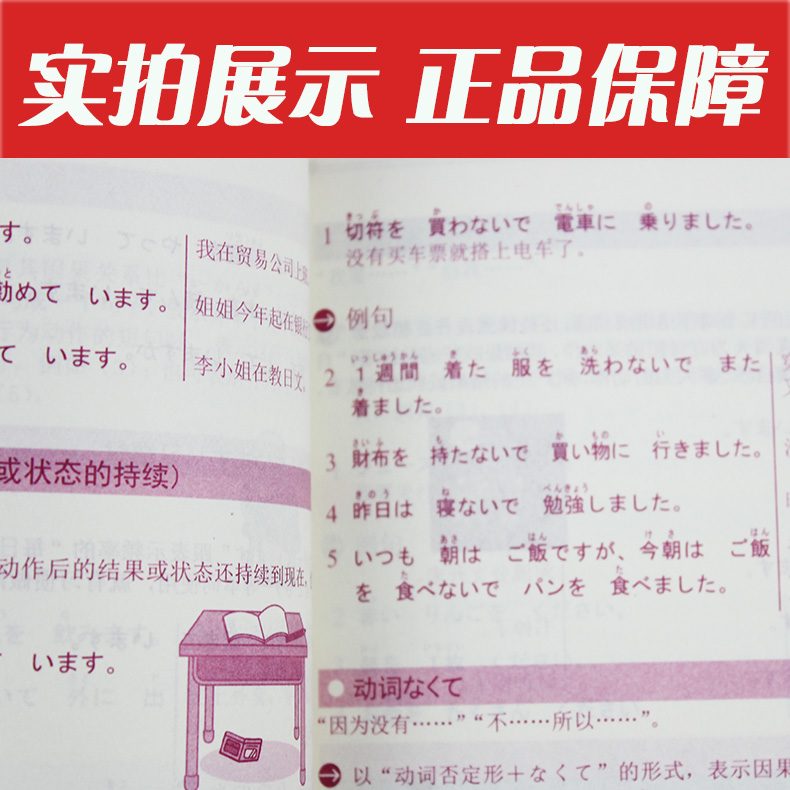 实拍展示 正品保障
す。
我在贸易公司上
勤めて います。
姐姐今年起在银
て います。
李小姐在教日文。
或状态的持续)
动作后的结果或状态还持续到现在,
います。
1 切符を 買わないで 電車に 乗りました。
没有买车票就搭上电车了。
例句
2 1週間 着た 服を 洗わないで また
着ました。
3 財布を 持たないで 買い物に 行きました。
4 昨日は 寝ないで 勉強しました。
5 いつも 朝は ご飯ですが、今朝は ご飯
を 食べないで パンを 食べました。
动词なくて
“因为没有……”“不……所以……”。
以“动词否定形+なくて”的形式,表示因果